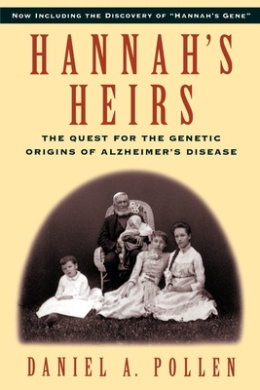 NOW INCLUDING THE DISCOVERY OF "HANNAH'S GENE"
HANNAH'S
HEIRS
THE QUEST FOR THE GENETIC
ORIGINS OF ALZHEIMER'S DISEASE
DANIEL A. POLLEN